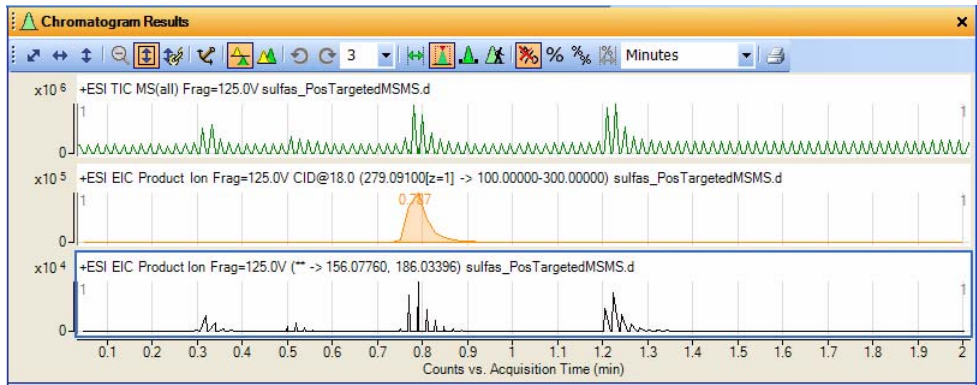 Chromatogram Results
3 % % % Minutes
x10 6 +ESI TIC MS(all) Frag=125.0V sulfas_PosTargetedMSMS.d
1 1
0
x10 5 +ESI EIC Product Ion Frag=125.0V CID@18.0 (279.09100[z=1] -> 100.00000-300.00000) sulfas_PosTargetedMSMS.d
1 0.787 1
0
x10 4 +ESI EIC Product Ion Frag=125.0V (** -> 156.07760, 186.03396) sulfas_PosTargetedMSMS.d
1 1
0
0.1 0.2 0.3 0.4 0.5 0.6 0.7 0.8 0.9 1 1.1 1.2 1.3 1.4 1.5 1.6 1.7 1.8 1.9 2
Counts vs. Acquisition Time (min)